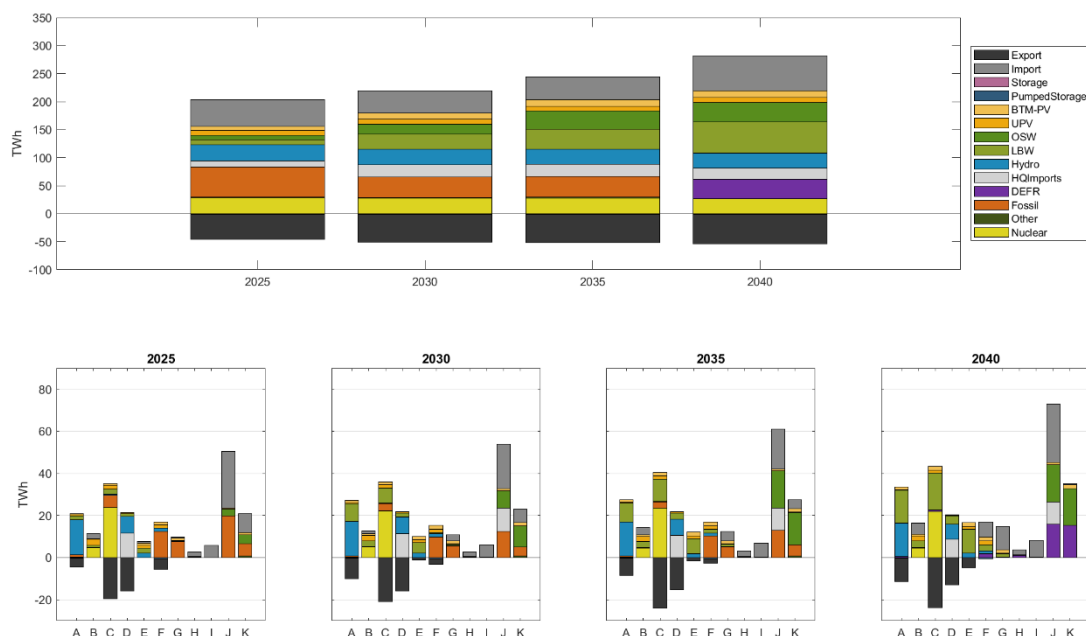 350
300
250
200
150
100
50
0
-50
-100
TWh
2025
2030
2035
2040
Export
Import
Storage
PumpedStorage
BTM-PV
UPV
OSW
LBW
Hydro
HQImports
DEFR
Fossil
Other
Nuclear
2025
2030
2035
2040
80
60
40
20
0
-20
TWh
A B C D E F G H I J K
A B C D E F G H I J K
A B C D E F G H I J K
A B C D E F G H I J K